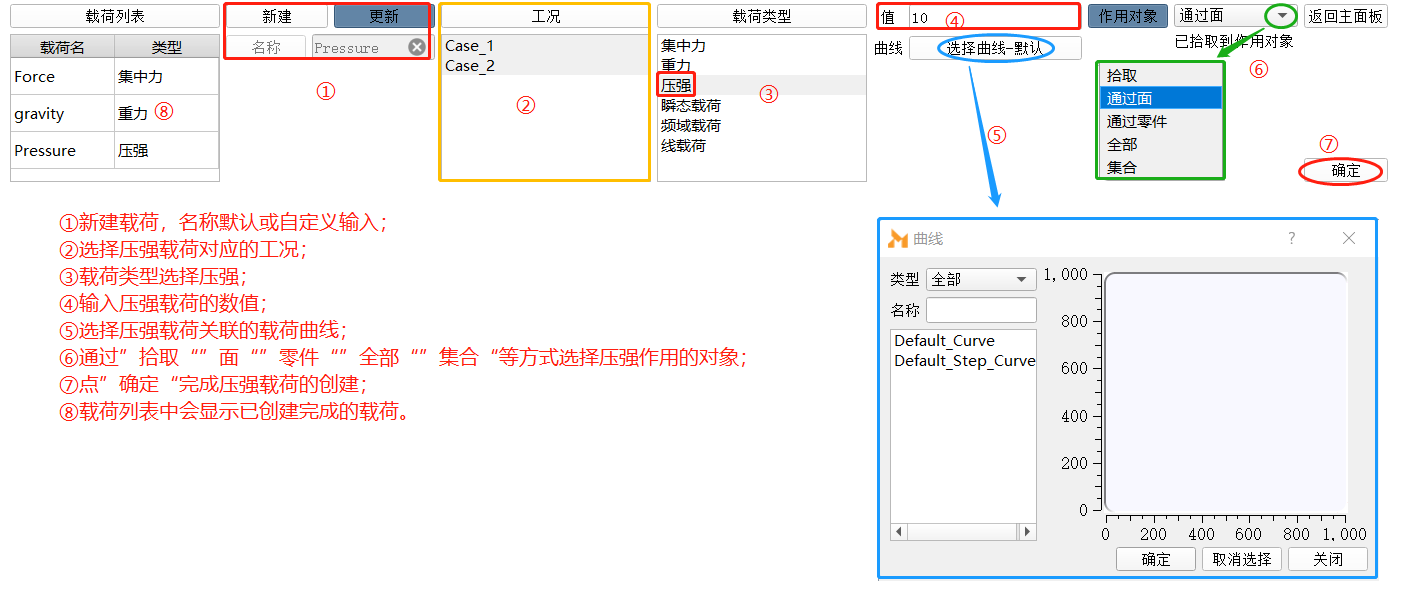 载荷列表
载荷名 类型
Force 集中力
gravity 重力 ⑧
Pressure 压强
新建 更新
名称 Pressure
①
工况
Case_1
Case_2
②
载荷类型
集中力
重力
压强 ③
瞬态载荷
频域载荷
线载荷
值 10 ④
曲线 选择曲线-默认
⑤
作用对象 通过面 返回主面板
已拾取到作用对象
⑥
拾取
通过面
通过零件
全部
集合
⑦
确定
①新建载荷，名称默认或自定义输入；
②选择压强载荷对应的工况；
③载荷类型选择压强；
④输入压强载荷的数值；
⑤选择压强载荷关联的载荷曲线；
⑥通过”拾取“”面“”零件“”全部“”集合“等方式选择压强作用的对象；
⑦点”确定“完成压强载荷的创建；
⑧载荷列表中会显示已创建完成的载荷。
曲线 ?
类型 全部
名称
Default_Curve
Default_Step_Curve
1,000
800
600
400
200
0
0 200 400 600 800 1,000
确定 取消选择 关闭